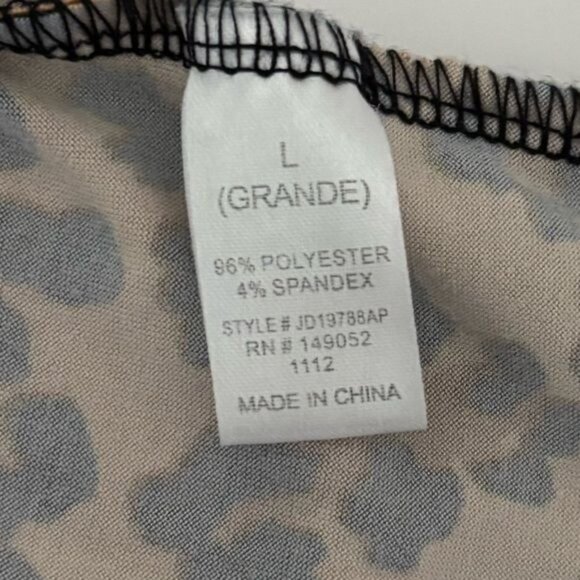 L
(GRANDE)
96% POLYESTER
4% SPANDEX
STYLE # JD19788AP
RN # 149052
1112
MADE IN CHINA